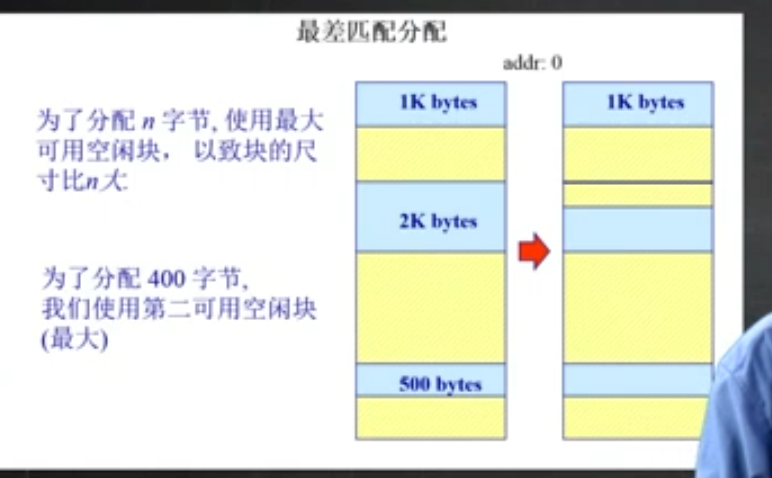 最差匹配分配
addr: 0
为了分配 n 字节, 使用最大
可用空闲块， 以致块的尺
寸比n大:
为了分配 400 字节,
我们使用第二可用空闲块
(最大)
1K bytes
2K bytes
500 bytes
1K bytes